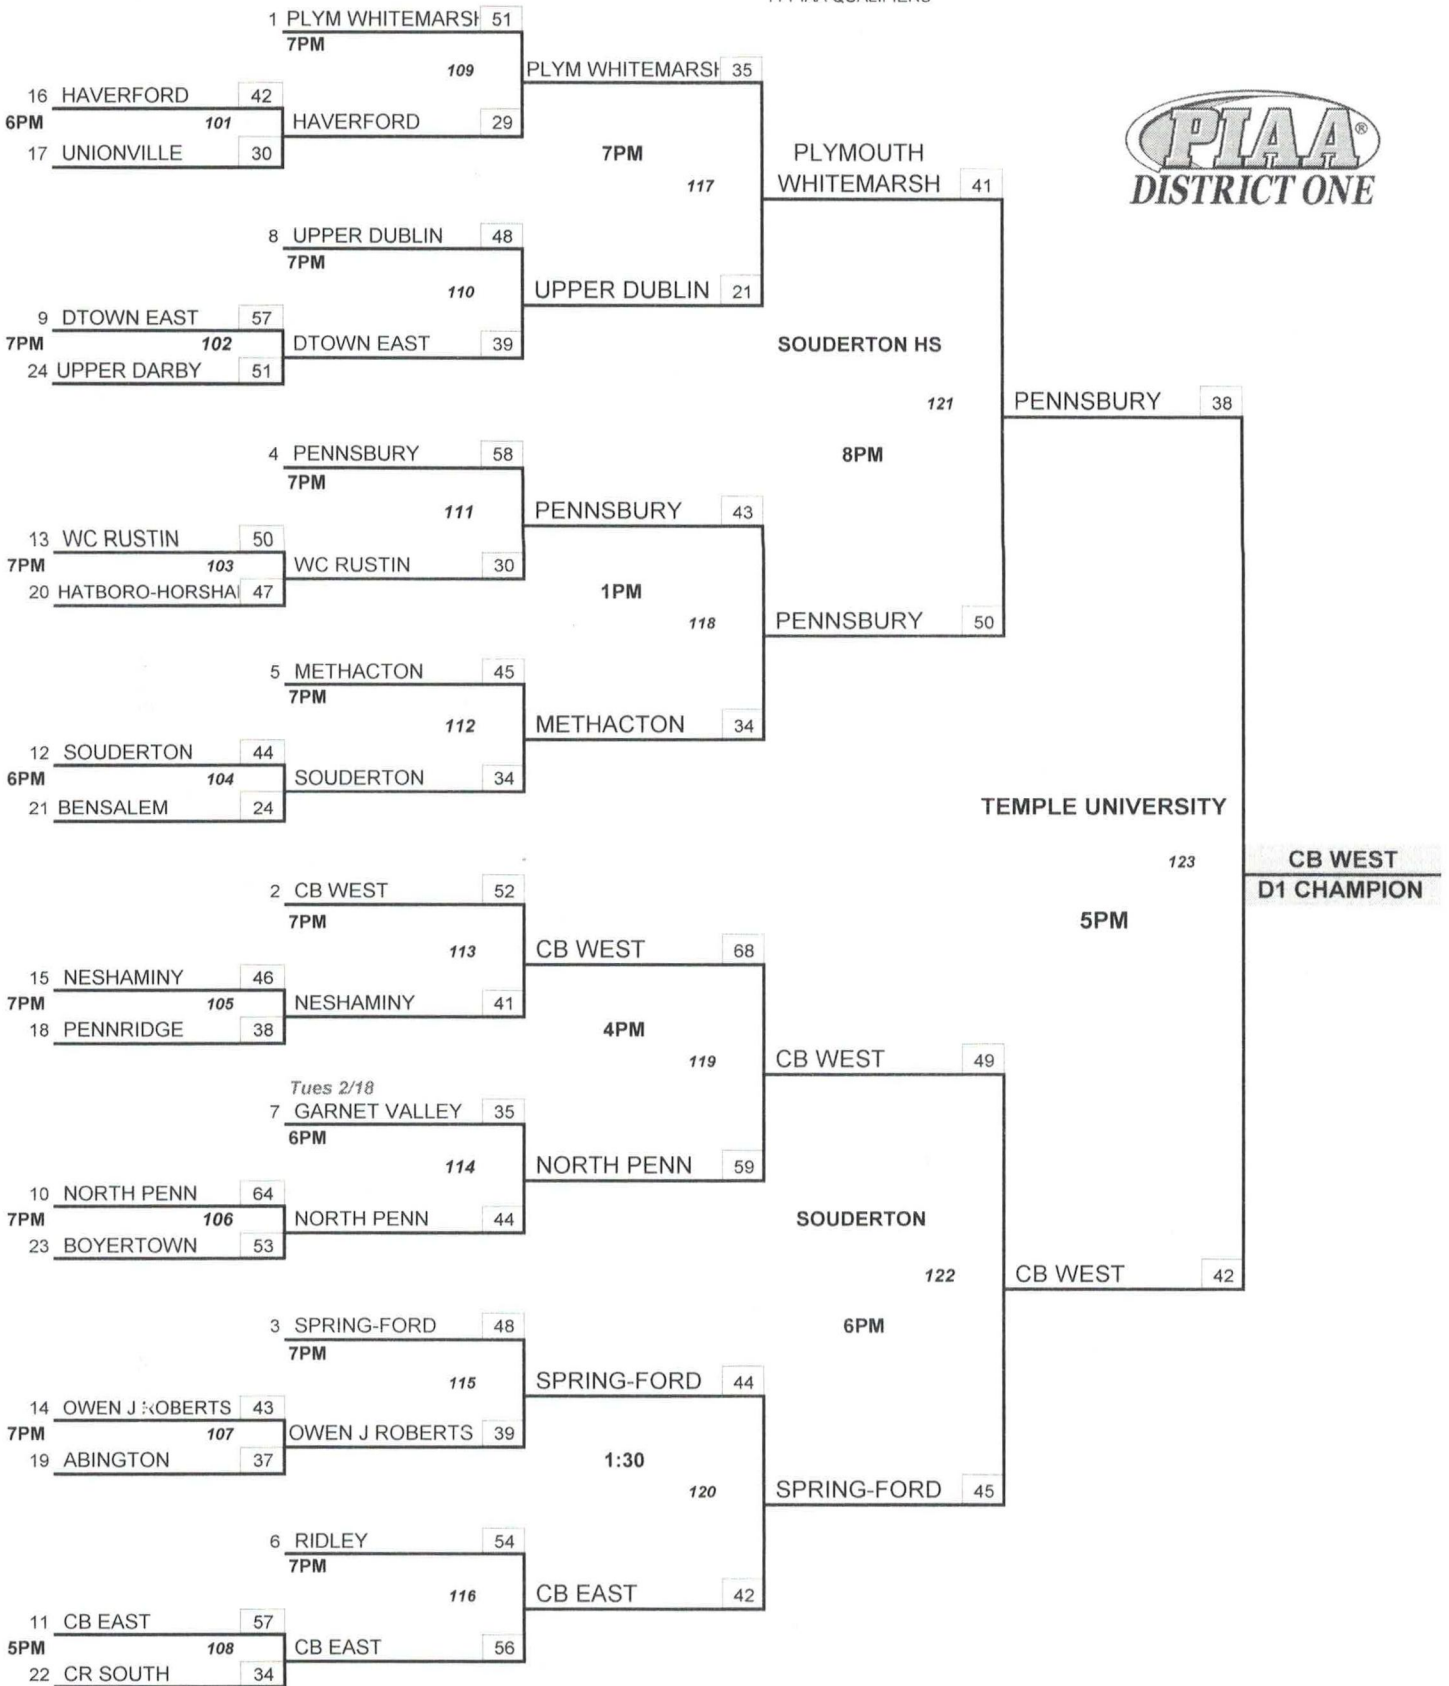 1 PLYM WHITEMARSH 51
7PM
109
PLYM WHITEMARSH 35
16 HAVERFORD 42
6PM 101
HAVERFORD 29
17 UNIONVILLE 30
7PM
117
PLYMOUTH
WHITEMARSH 41
PIAA®
DISTRICT ONE
8 UPPER DUBLIN 48
7PM
110
UPPER DUBLIN 21
9 DTOWN EAST 57
7PM 102
DTOWN EAST 39
24 UPPER DARBY 51
SOUDERTON HS
121
8PM
PENNSBURY 38
4 PENNSBURY 58
7PM
111
PENNSBURY 43
13 WC RUSTIN 50
7PM 103
WC RUSTIN 30
20 HATBORO-HORSHAI 47
1PM
118
PENNSBURY 50
5 METHACTON 45
7PM
112
METHACTON 34
12 SOUDERTON 44
6PM 104
SOUDERTON 34
21 BENSALEM 24
TEMPLE UNIVERSITY
123
5PM
CB WEST
D1 CHAMPION
2 CB WEST 52
7PM
113
CB WEST 68
15 NESHAMINY 46
7PM 105
NESHAMINY 41
18 PENNRIDGE 38
4PM
119
CB WEST 49
Tues 2/18
7 GARNET VALLEY 35
6PM
114
NORTH PENN 59
10 NORTH PENN 64
7PM 106
NORTH PENN 44
23 BOYERTOWN 53
SOUDERTON
122
6PM
CB WEST 42
3 SPRING-FORD 48
7PM
115
SPRING-FORD 44
14 OWEN J ROBERTS 43
7PM 107
OWEN J ROBERTS 39
19 ABINGTON 37
1:30
120
SPRING-FORD 45
6 RIDLEY 54
7PM
116
CB EAST 42
11 CB EAST 57
5PM 108
CB EAST 56
22 CR SOUTH 34